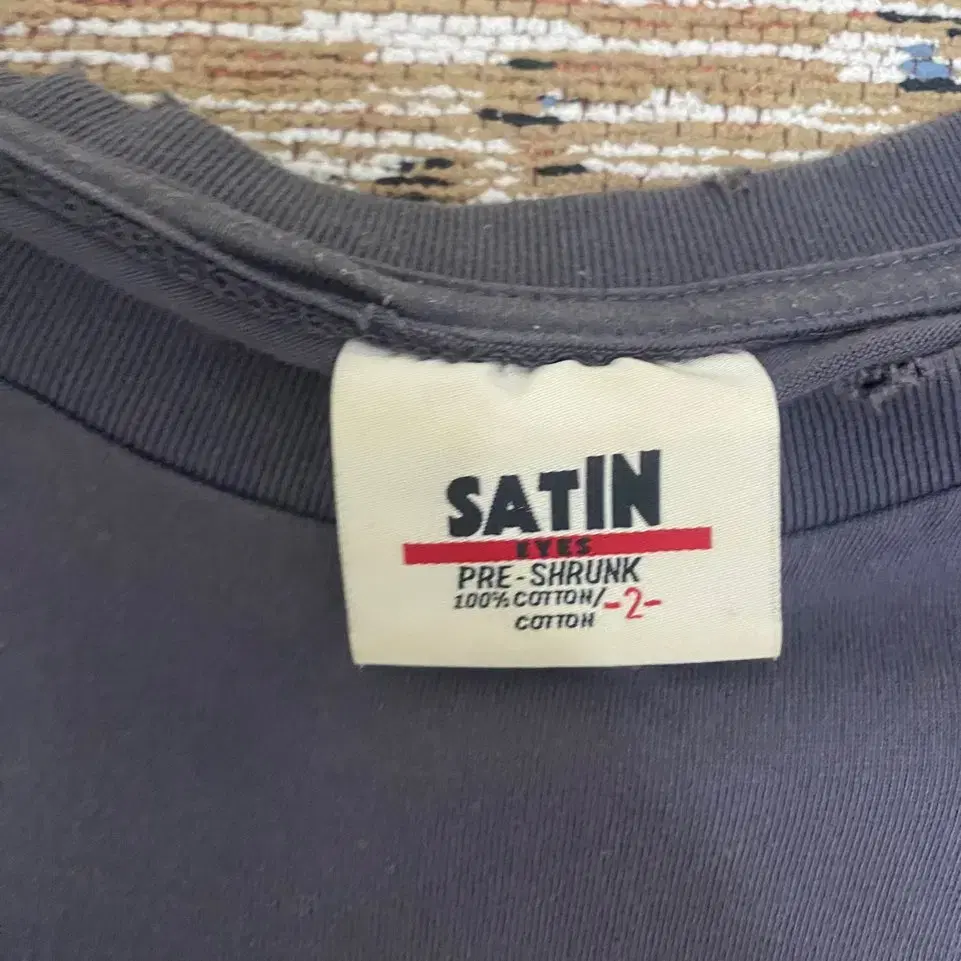 SATIN
EYES
PRE-SHRUNK
100% COTTON/ -2-
COTTON